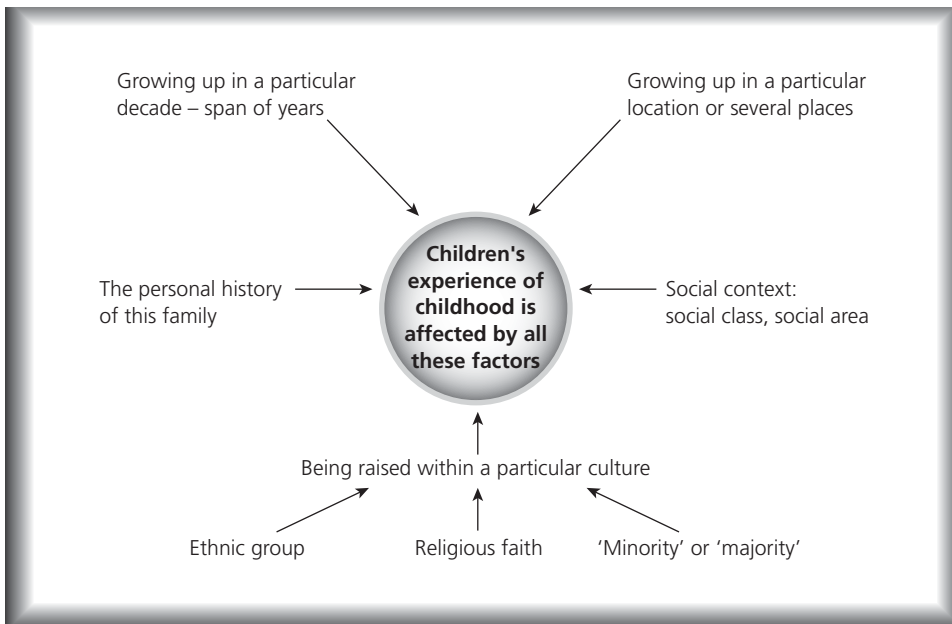 Growing up in a particular
decade – span of years
Growing up in a particular
location or several places
The personal history
of this family
Children's
experience of
childhood is
affected by all
these factors
Social context:
social class, social area
Being raised within a particular culture
Ethnic group
Religious faith
‘Minority’ or ‘majority’